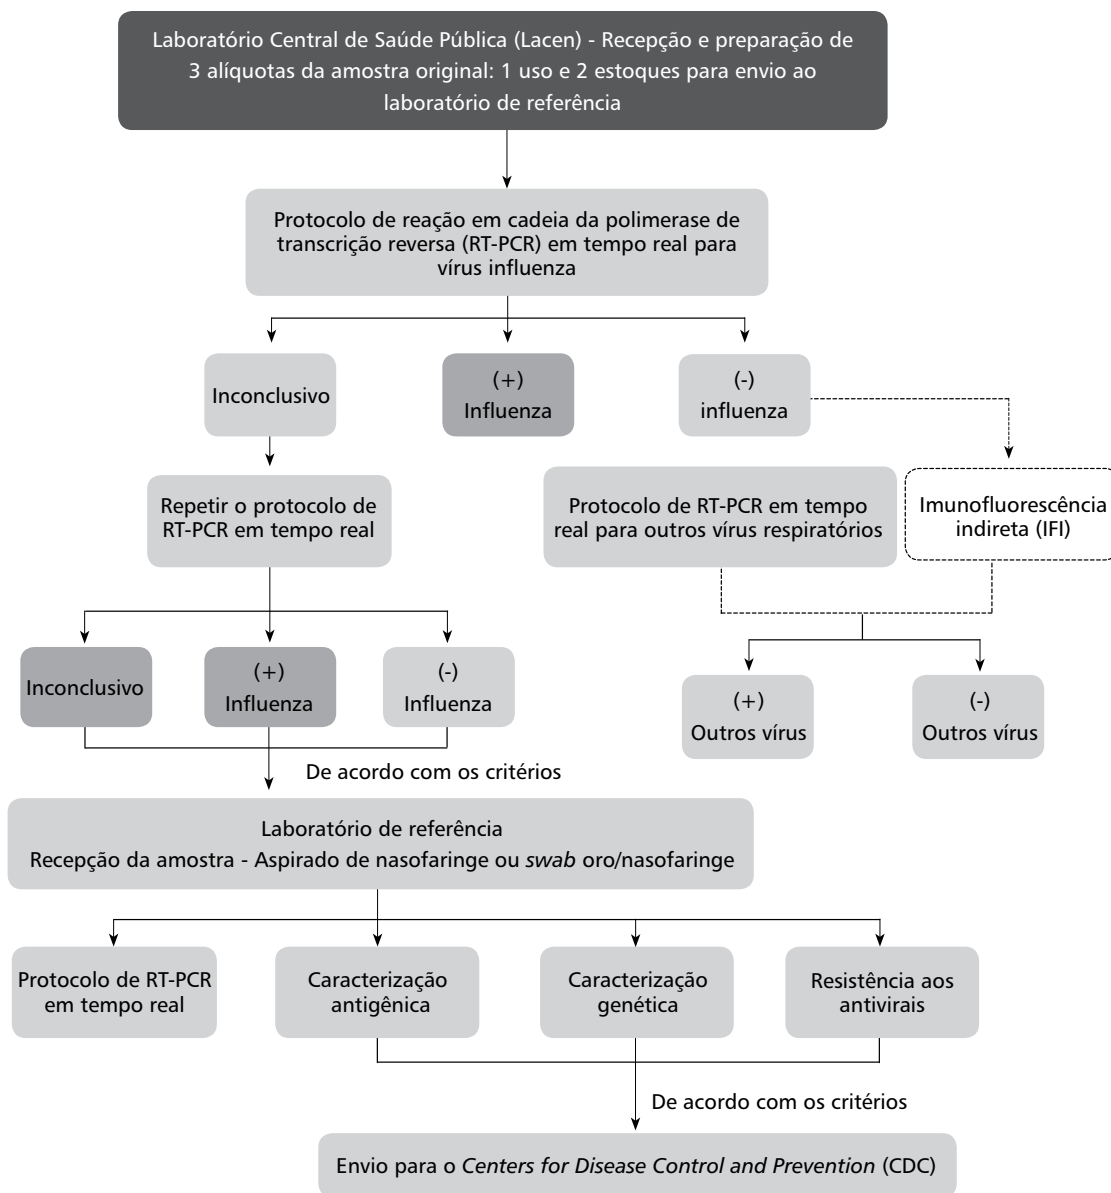 Laboratório Central de Saúde Pública (Lacen) - Recepção e preparação de
3 alíquotas da amostra original: 1 uso e 2 estoques para envio ao
laboratório de referência
Protocolo de reação em cadeia da polimerase de
transcrição reversa (RT-PCR) em tempo real para
vírus influenza
Inconclusivo
(+)
Influenza
(-)
influenza
Repetir o protocolo de
RT-PCR em tempo real
Protocolo de RT-PCR em tempo
real para outros vírus respiratórios
Imunofluorescência
indireta (IFI)
Inconclusivo
(+)
Influenza
(-)
Influenza
(+)
Outros vírus
(-)
Outros vírus
De acordo com os critérios
Laboratório de referência
Recepção da amostra - Aspirado de nasofaringe ou swab oro/nasofaringe
Protocolo de RT-PCR
em tempo real
Caracterização
antigênica
Caracterização
genética
Resistência aos
antivirais
De acordo com os critérios
Envio para o Centers for Disease Control and Prevention (CDC)